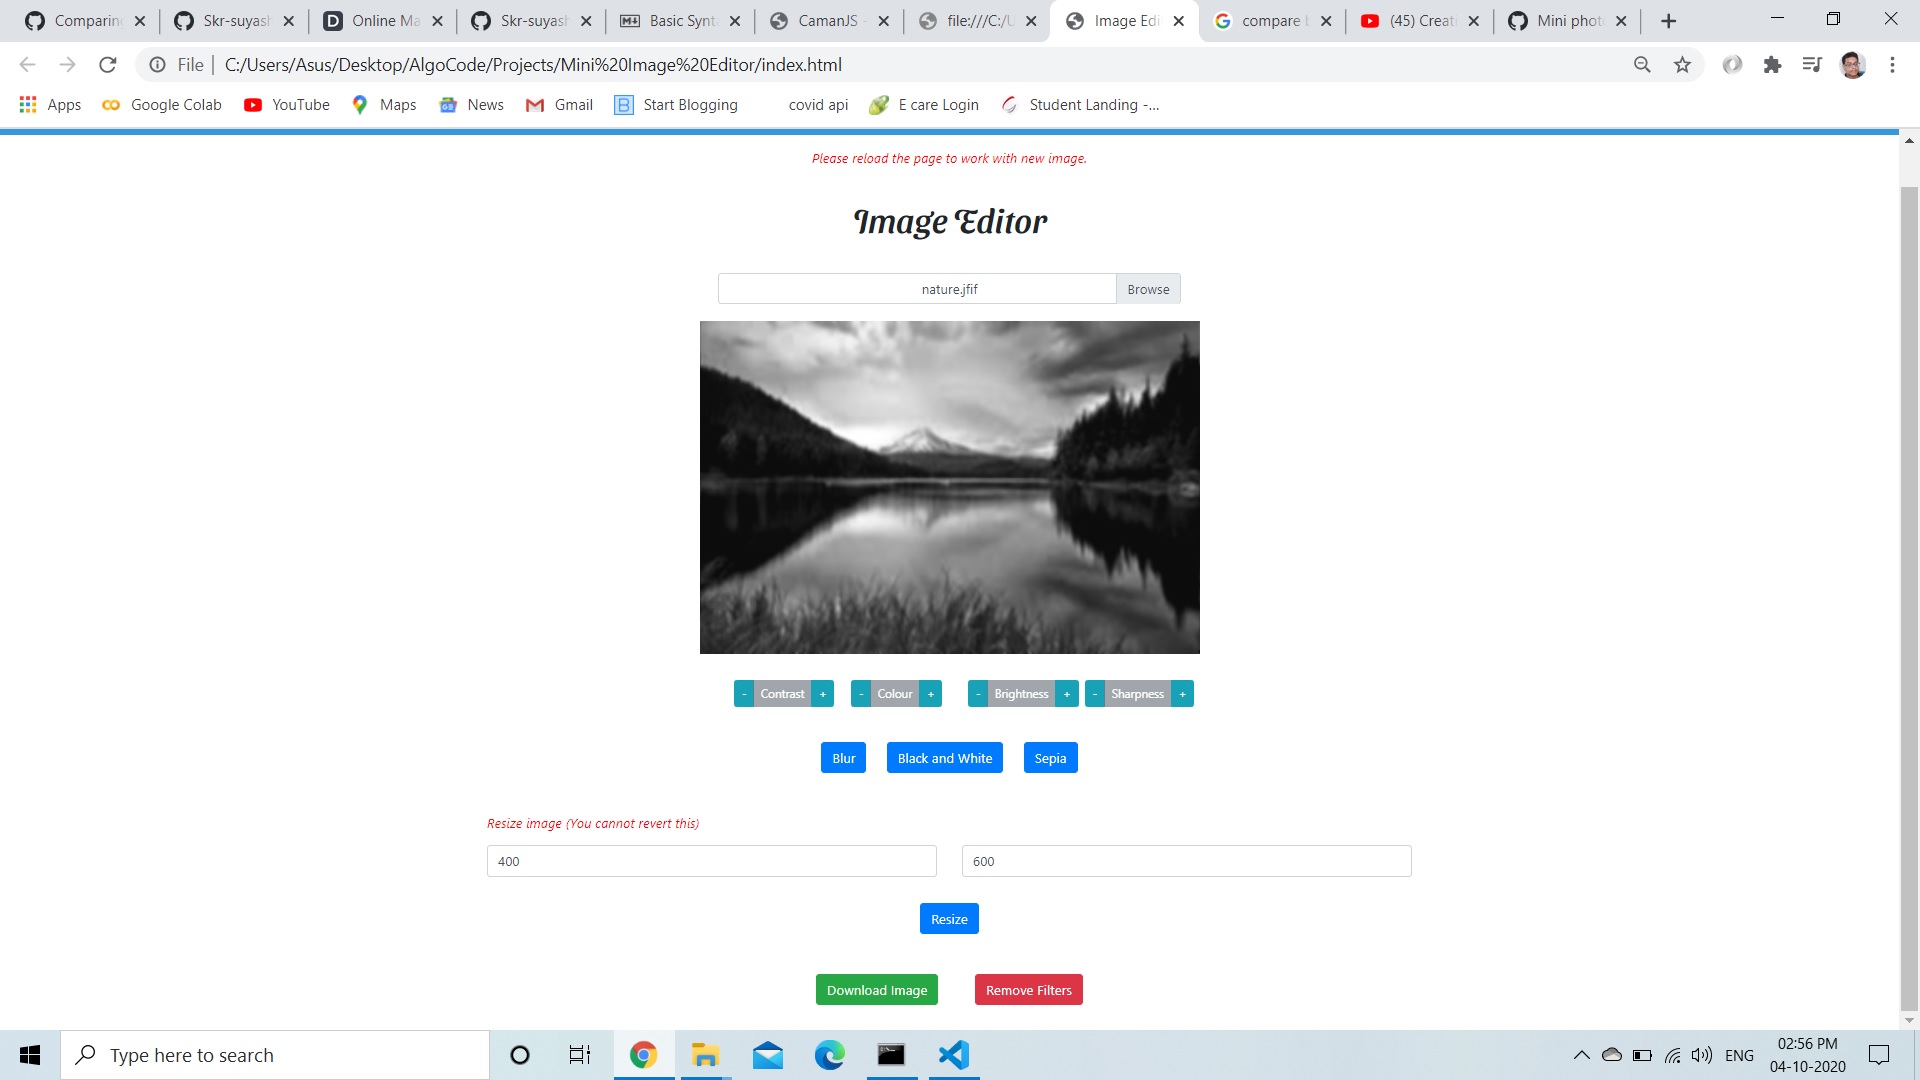 Comparing
Skr-suyash
Online Ma
Skr-suyash
Basic Synta
CamanJS -
file:///C:/U
Image Edi
compare b
(45) Creati
Mini photo
File
C:/Users/Asus/Desktop/AlgoCode/Projects/Mini%20Image%20Editor/index.html
Apps
Google Colab
YouTube
Maps
News
Gmail
Start Blogging
covid api
E care Login
Student Landing -...
Please reload the page to work with new image.
Image Editor
nature.jfif
Browse
- Contrast +
- Colour +
- Brightness +
- Sharpness +
Blur
Black and White
Sepia
Resize image (You cannot revert this)
400
600
Resize
Download Image
Remove Filters
Type here to search
ENG
02:56 PM
04-10-2020